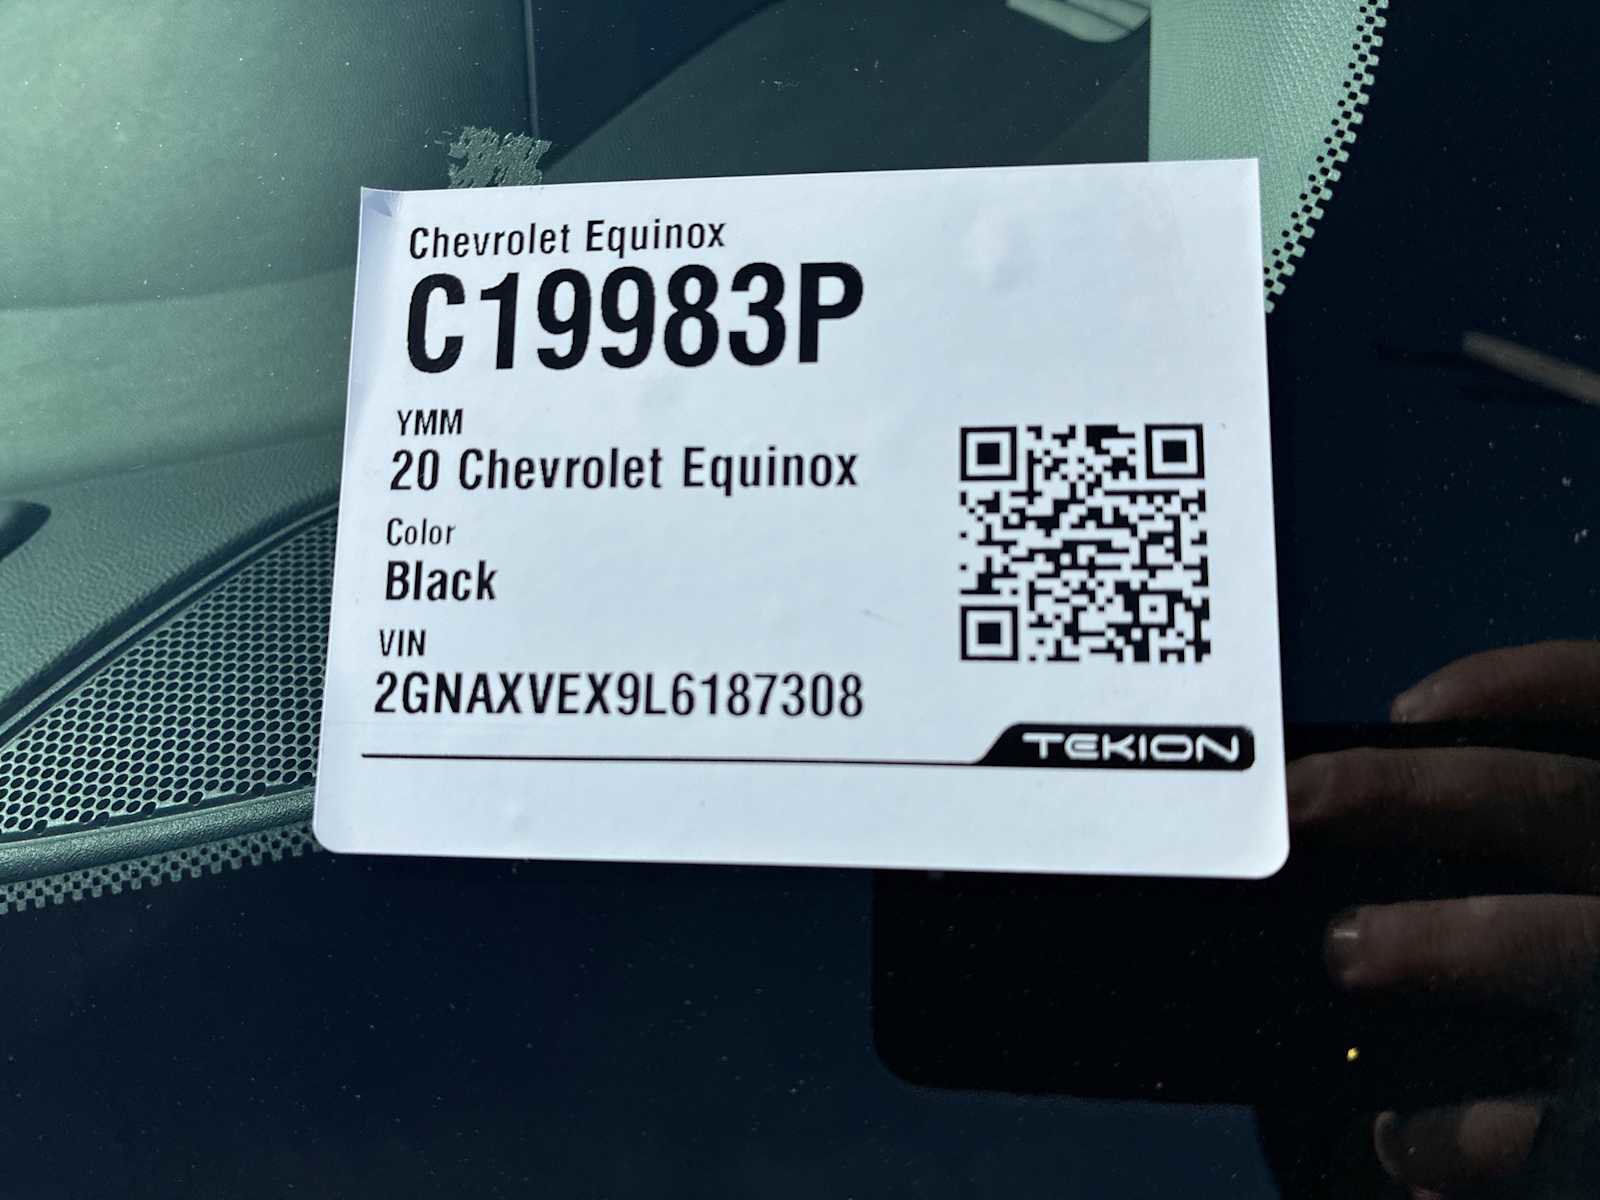 Chevrolet Equinox
C19983P
YMM
20 Chevrolet Equinox
Color
Black
VIN
2GNAXVEX9L6187308
TEKION